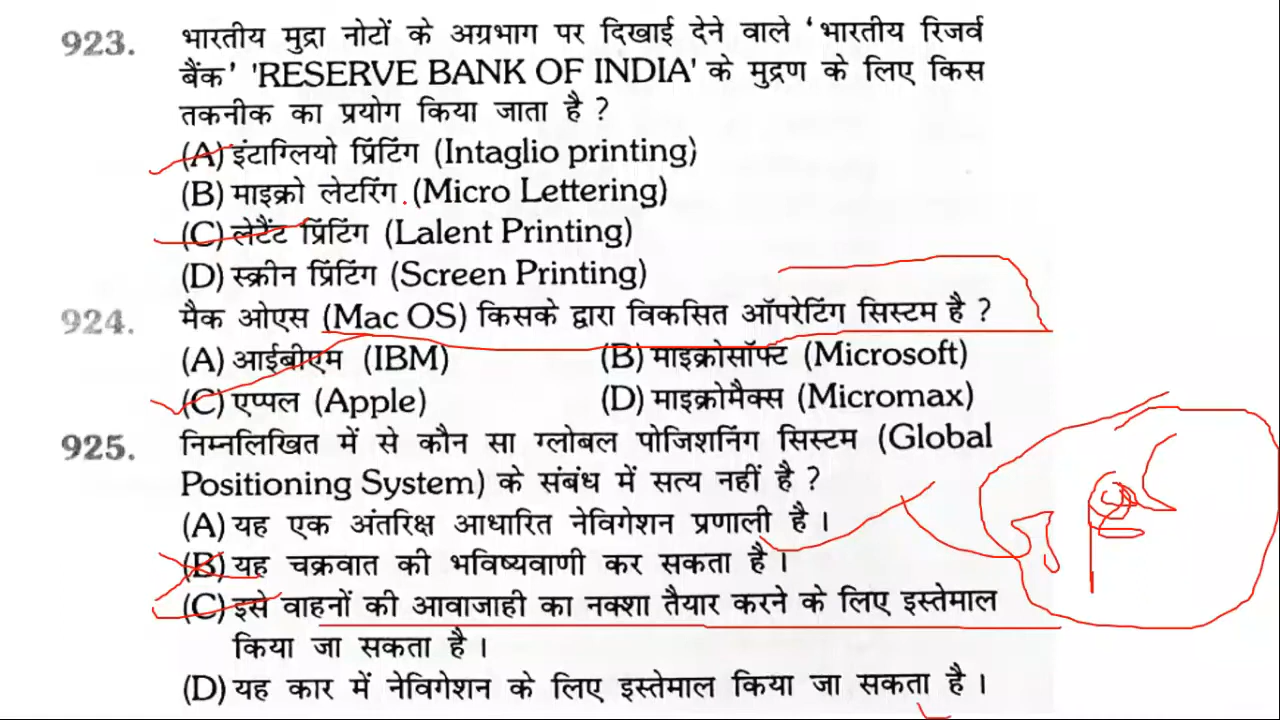 923. भारतीय मुद्रा नोटों के अग्रभाग पर दिखाई देने वाले ' भारतीय रिजर्व
बैंक ' 'RESERVE BANK OF INDIA' के मुद्रण के लिए किस
तकनीक का प्रयोग किया जाता है ?
(A) इंटाग्लियो प्रिंटिंग (Intaglio printing)
(B) माइक्रो लेटरिंग (Micro Lettering)
(C) लेटैंट प्रिंटिंग (Lalent Printing)
(D) स्क्रीन प्रिंटिंग (Screen Printing)
924. मैक ओएस (Mac OS) किसके द्वारा विकसित ऑपरेटिंग सिस्टम है ?
(A) आईबीएम (IBM) (B) माइक्रोसॉफ्ट (Microsoft)
(C) एप्पल (Apple) (D) माइक्रोमैक्स (Micromax)
925. निम्नलिखित में से कौन सा ग्लोबल पोजिशनिंग सिस्टम (Global
Positioning System) के संबंध में सत्य नहीं है ?
(A) यह एक अंतरिक्ष आधारित नेविगेशन प्रणाली है ।
(B) यह चक्रवात की भविष्यवाणी कर सकता है ।
(C) इसे वाहनों की आवाजाही का नक्शा तैयार करने के लिए इस्तेमाल
किया जा सकता है ।
(D) यह कार में नेविगेशन के लिए इस्तेमाल किया जा सकता है ।